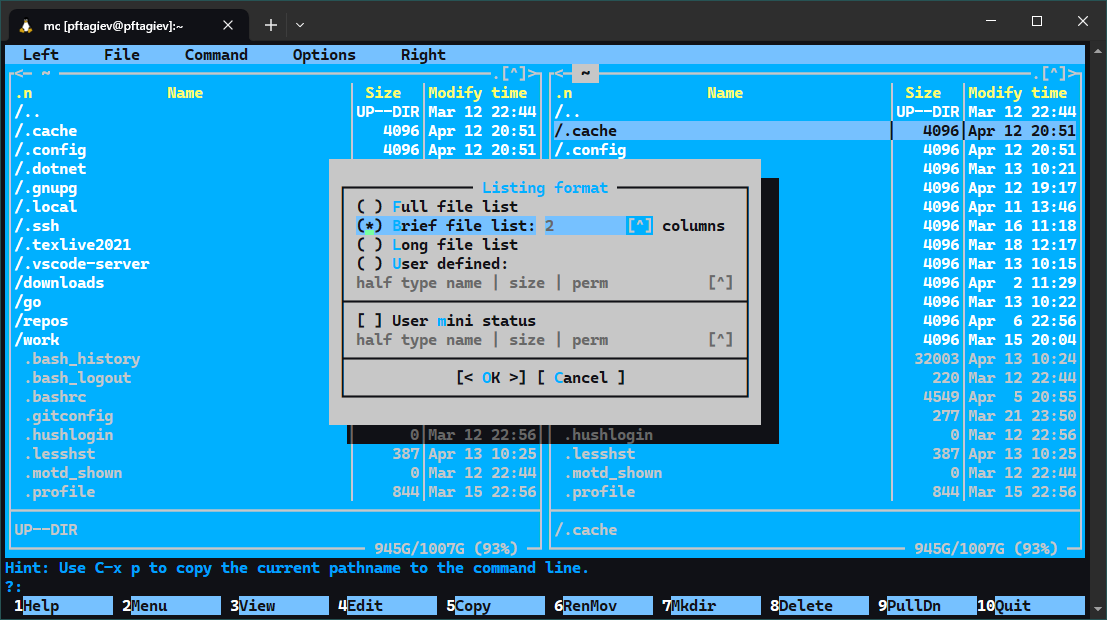 mc [pftagiev@pftagiev]:~
Left File Command Options Right
<─ ~ .[^]> <─ ~ .[^]>
.n Name Size Modify time .n Name Size Modify time
/.. UP--DIR Mar 12 22:44 /.. UP--DIR Mar 12 22:44
/.cache 4096 Apr 12 20:51 /.cache 4096 Apr 12 20:51
/.config 4096 Apr 12 20:51 /.config 4096 Apr 12 20:51
/.dotnet 4096 Mar 13 10:21
/.gnupg Listing format 4096 Apr 12 19:17
/.local ( ) Full file list 4096 Apr 11 13:46
/.ssh (*) Brief file list: 2 [^] columns 4096 Mar 16 11:18
/.texlive2021 ( ) Long file list 4096 Mar 18 12:17
/.vscode-server ( ) User defined: 4096 Mar 13 10:15
/downloads half type name | size | perm [^] 4096 Apr 2 11:29
/go 4096 Mar 13 10:22
/repos [ ] User mini status 4096 Apr 6 22:56
/work half type name | size | perm [^] 4096 Mar 15 20:04
.bash_history 32003 Apr 13 10:24
.bash_logout [< OK >] [ Cancel ] 220 Mar 12 22:44
.bashrc 4549 Apr 5 20:55
.gitconfig 277 Mar 21 23:50
.hushlogin 0 Mar 12 22:56 .hushlogin 0 Mar 12 22:56
.lesshst 387 Apr 13 10:25 .lesshst 387 Apr 13 10:25
.motd_shown 0 Mar 12 22:44 .motd_shown 0 Mar 12 22:44
.profile 844 Mar 15 22:56 .profile 844 Mar 15 22:56
UP--DIR /.cache
945G/1007G (93%) 945G/1007G (93%)
Hint: Use C-x p to copy the current pathname to the command line.
?:
1Help 2Menu 3View 4Edit 5Copy 6RenMov 7Mkdir 8Delete 9PullDn 10Quit